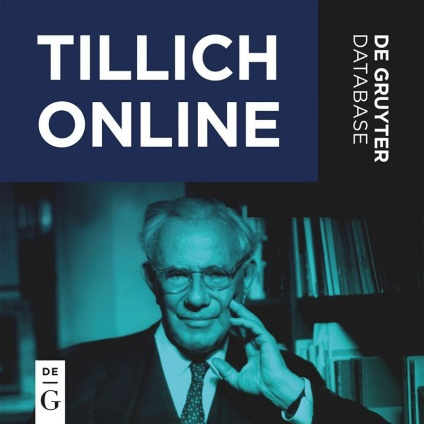 TILLICH
ONLINE
DE GRUYTER
DATABASE
DE
G